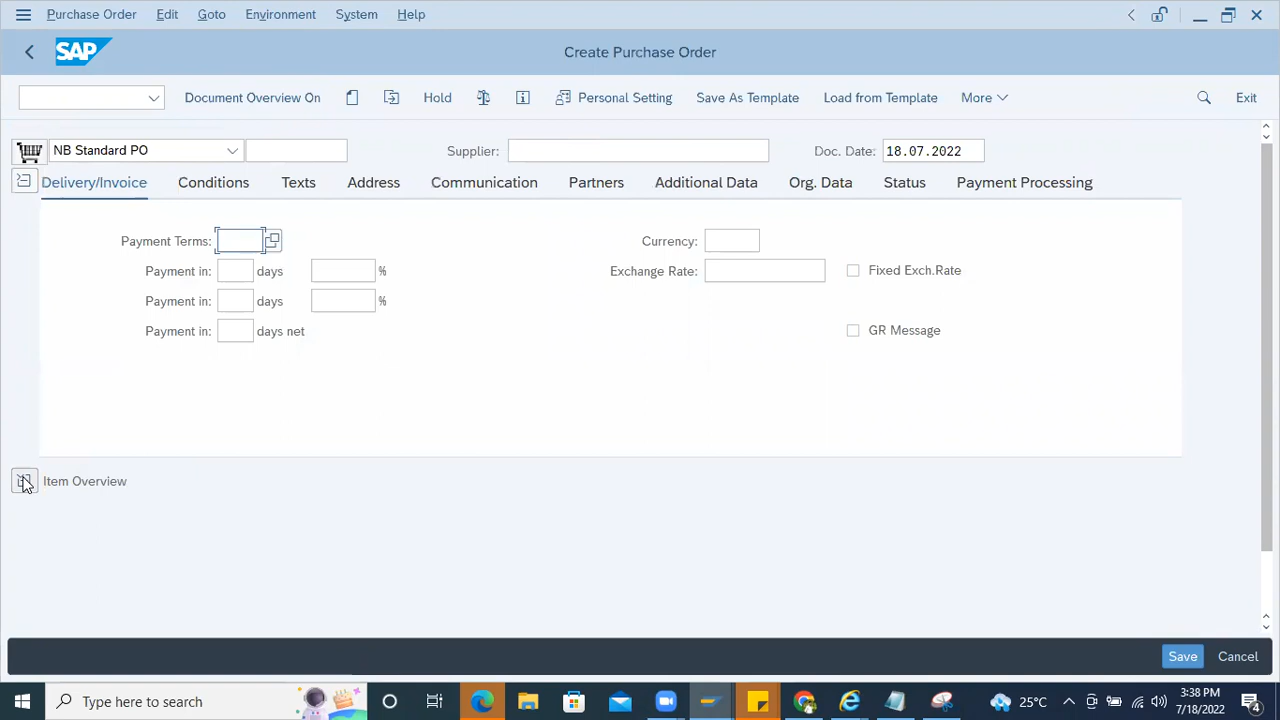 Purchase Order Edit Goto Environment System Help
SAP Create Purchase Order
Document Overview On Hold Personal Setting Save As Template Load from Template More Exit
NB Standard PO Supplier: Doc. Date: 18.07.2022
Delivery/Invoice Conditions Texts Address Communication Partners Additional Data Org. Data Status Payment Processing
Payment Terms: Currency:
Payment in: days % Exchange Rate: Fixed Exch.Rate
Payment in: days %
Payment in: days net GR Message
Item Overview
Save Cancel
Type here to search 25°C 3:38 PM
7/18/2022 4